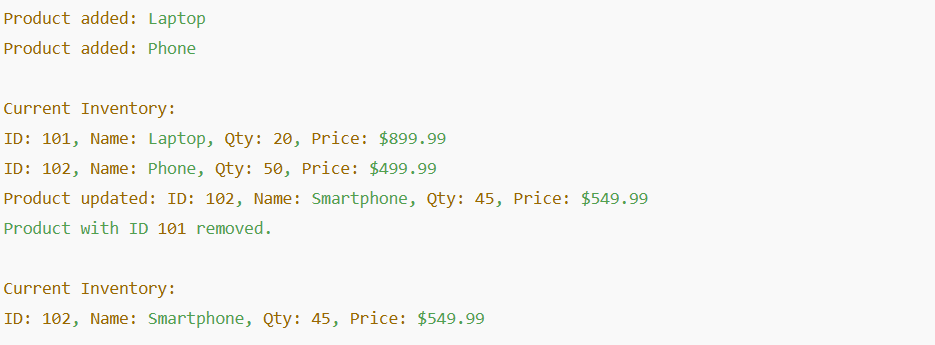 Product added: Laptop
Product added: Phone
Current Inventory:
ID: 101, Name: Laptop, Qty: 20, Price: $899.99
ID: 102, Name: Phone, Qty: 50, Price: $499.99
Product updated: ID: 102, Name: Smartphone, Qty: 45, Price: $549.99
Product with ID 101 removed.
Current Inventory:
ID: 102, Name: Smartphone, Qty: 45, Price: $549.99